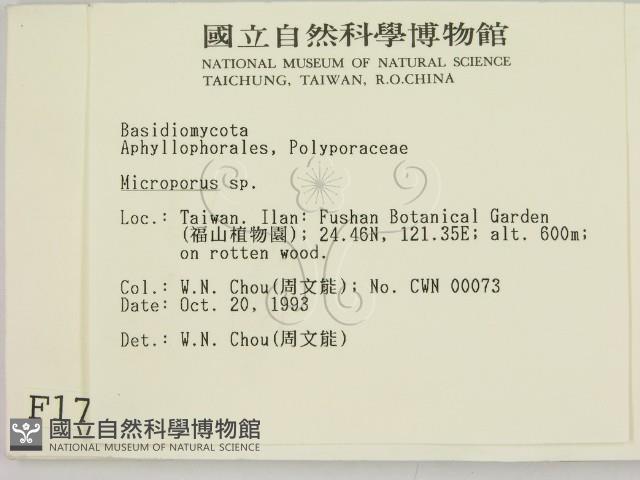 國立自然科學博物館
NATIONAL MUSEUM OF NATURAL SCIENCE
TAICHUNG, TAIWAN, R.O.CHINA
Basidiomycota
Aphyllophorales, Polyporaceae
Microporus sp.
Loc.: Taiwan. Ilan: Fushan Botanical Garden
(福山植物園); 24.46N, 121.35E; alt. 600m;
on rotten wood.
Col.: W.N. Chou(周文能); No. CWN 00073
Date: Oct. 20, 1993
Det.: W.N. Chou(周文能)
F17
國立自然科學博物館
NATIONAL MUSEUM OF NATURAL SCIENCE